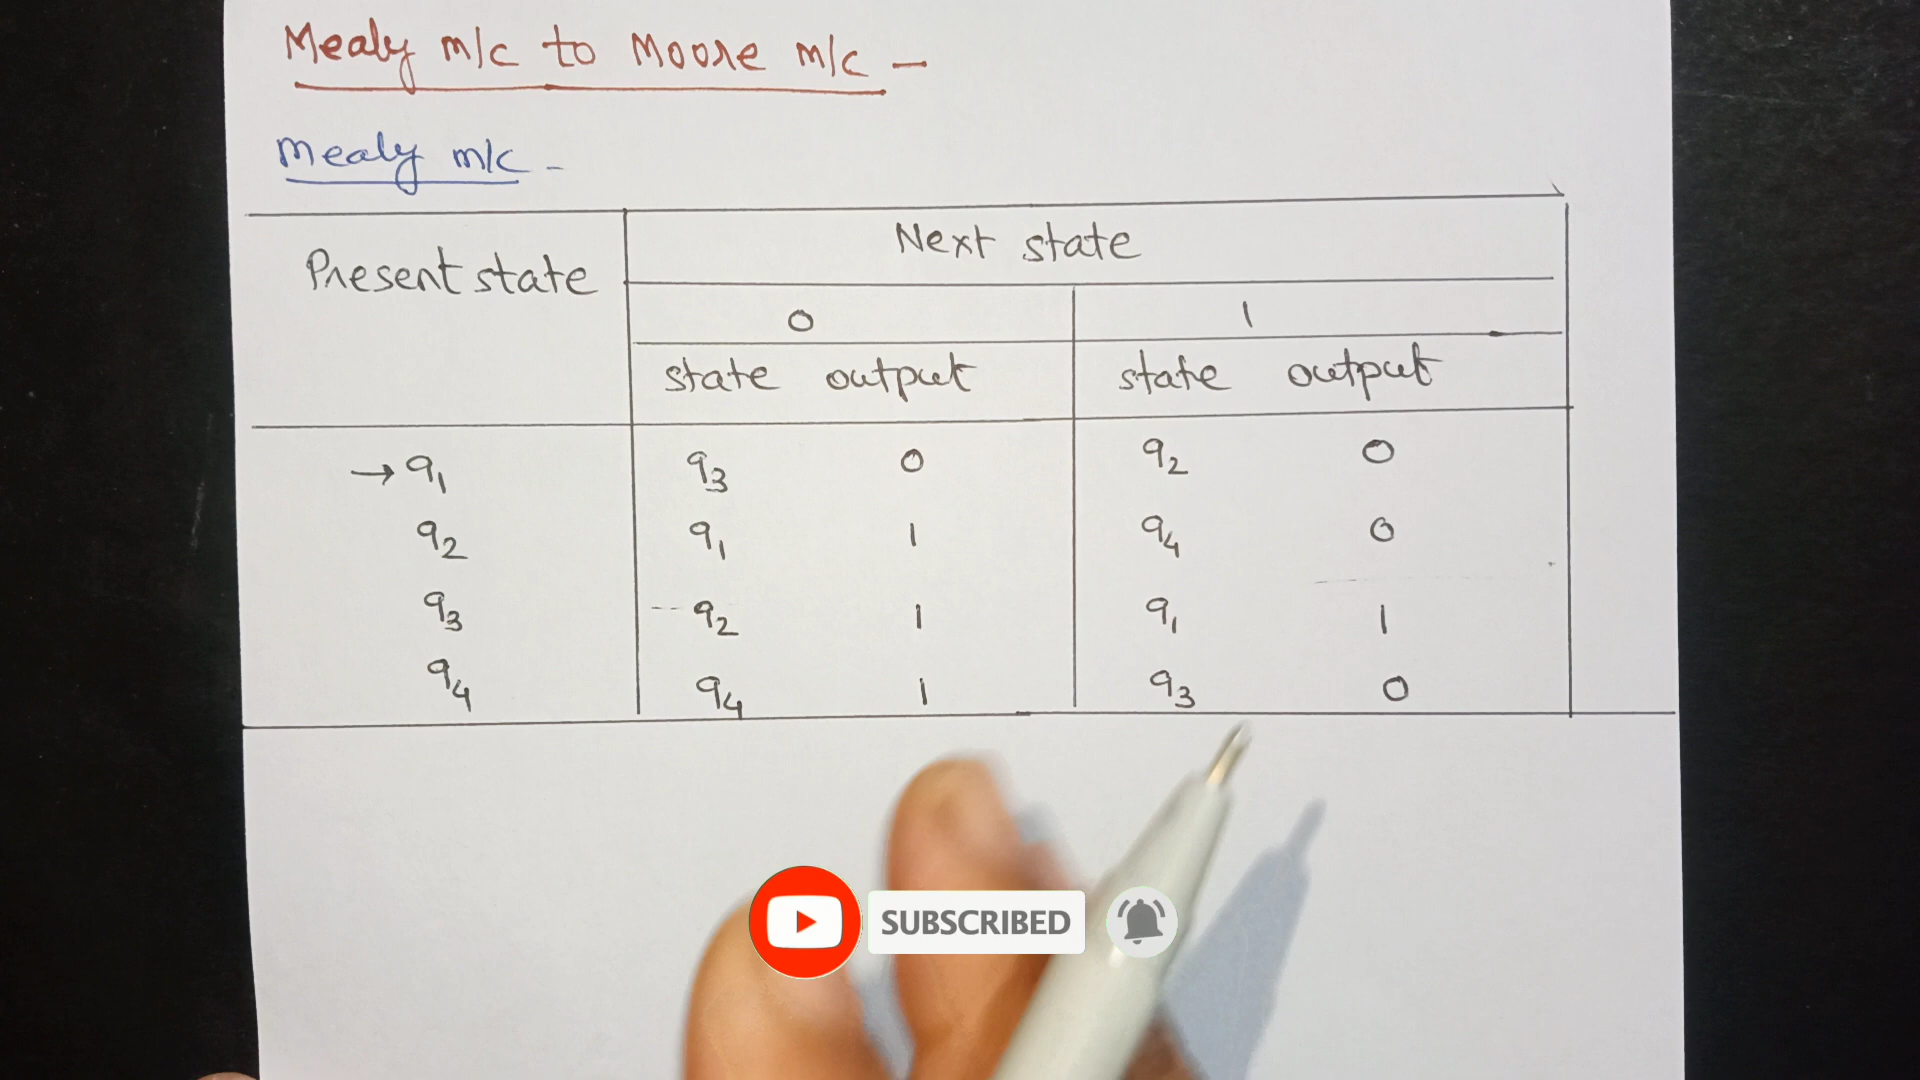 Mealy m/c to Moore m/c -
Mealy m/c -
Present state
Next state
0 1
state output state output
→ q1 q3 0 q2 0
q2 q1 1 q4 0
q3 q2 1 q1 1
q4 q4 1 q3 0
SUBSCRIBED